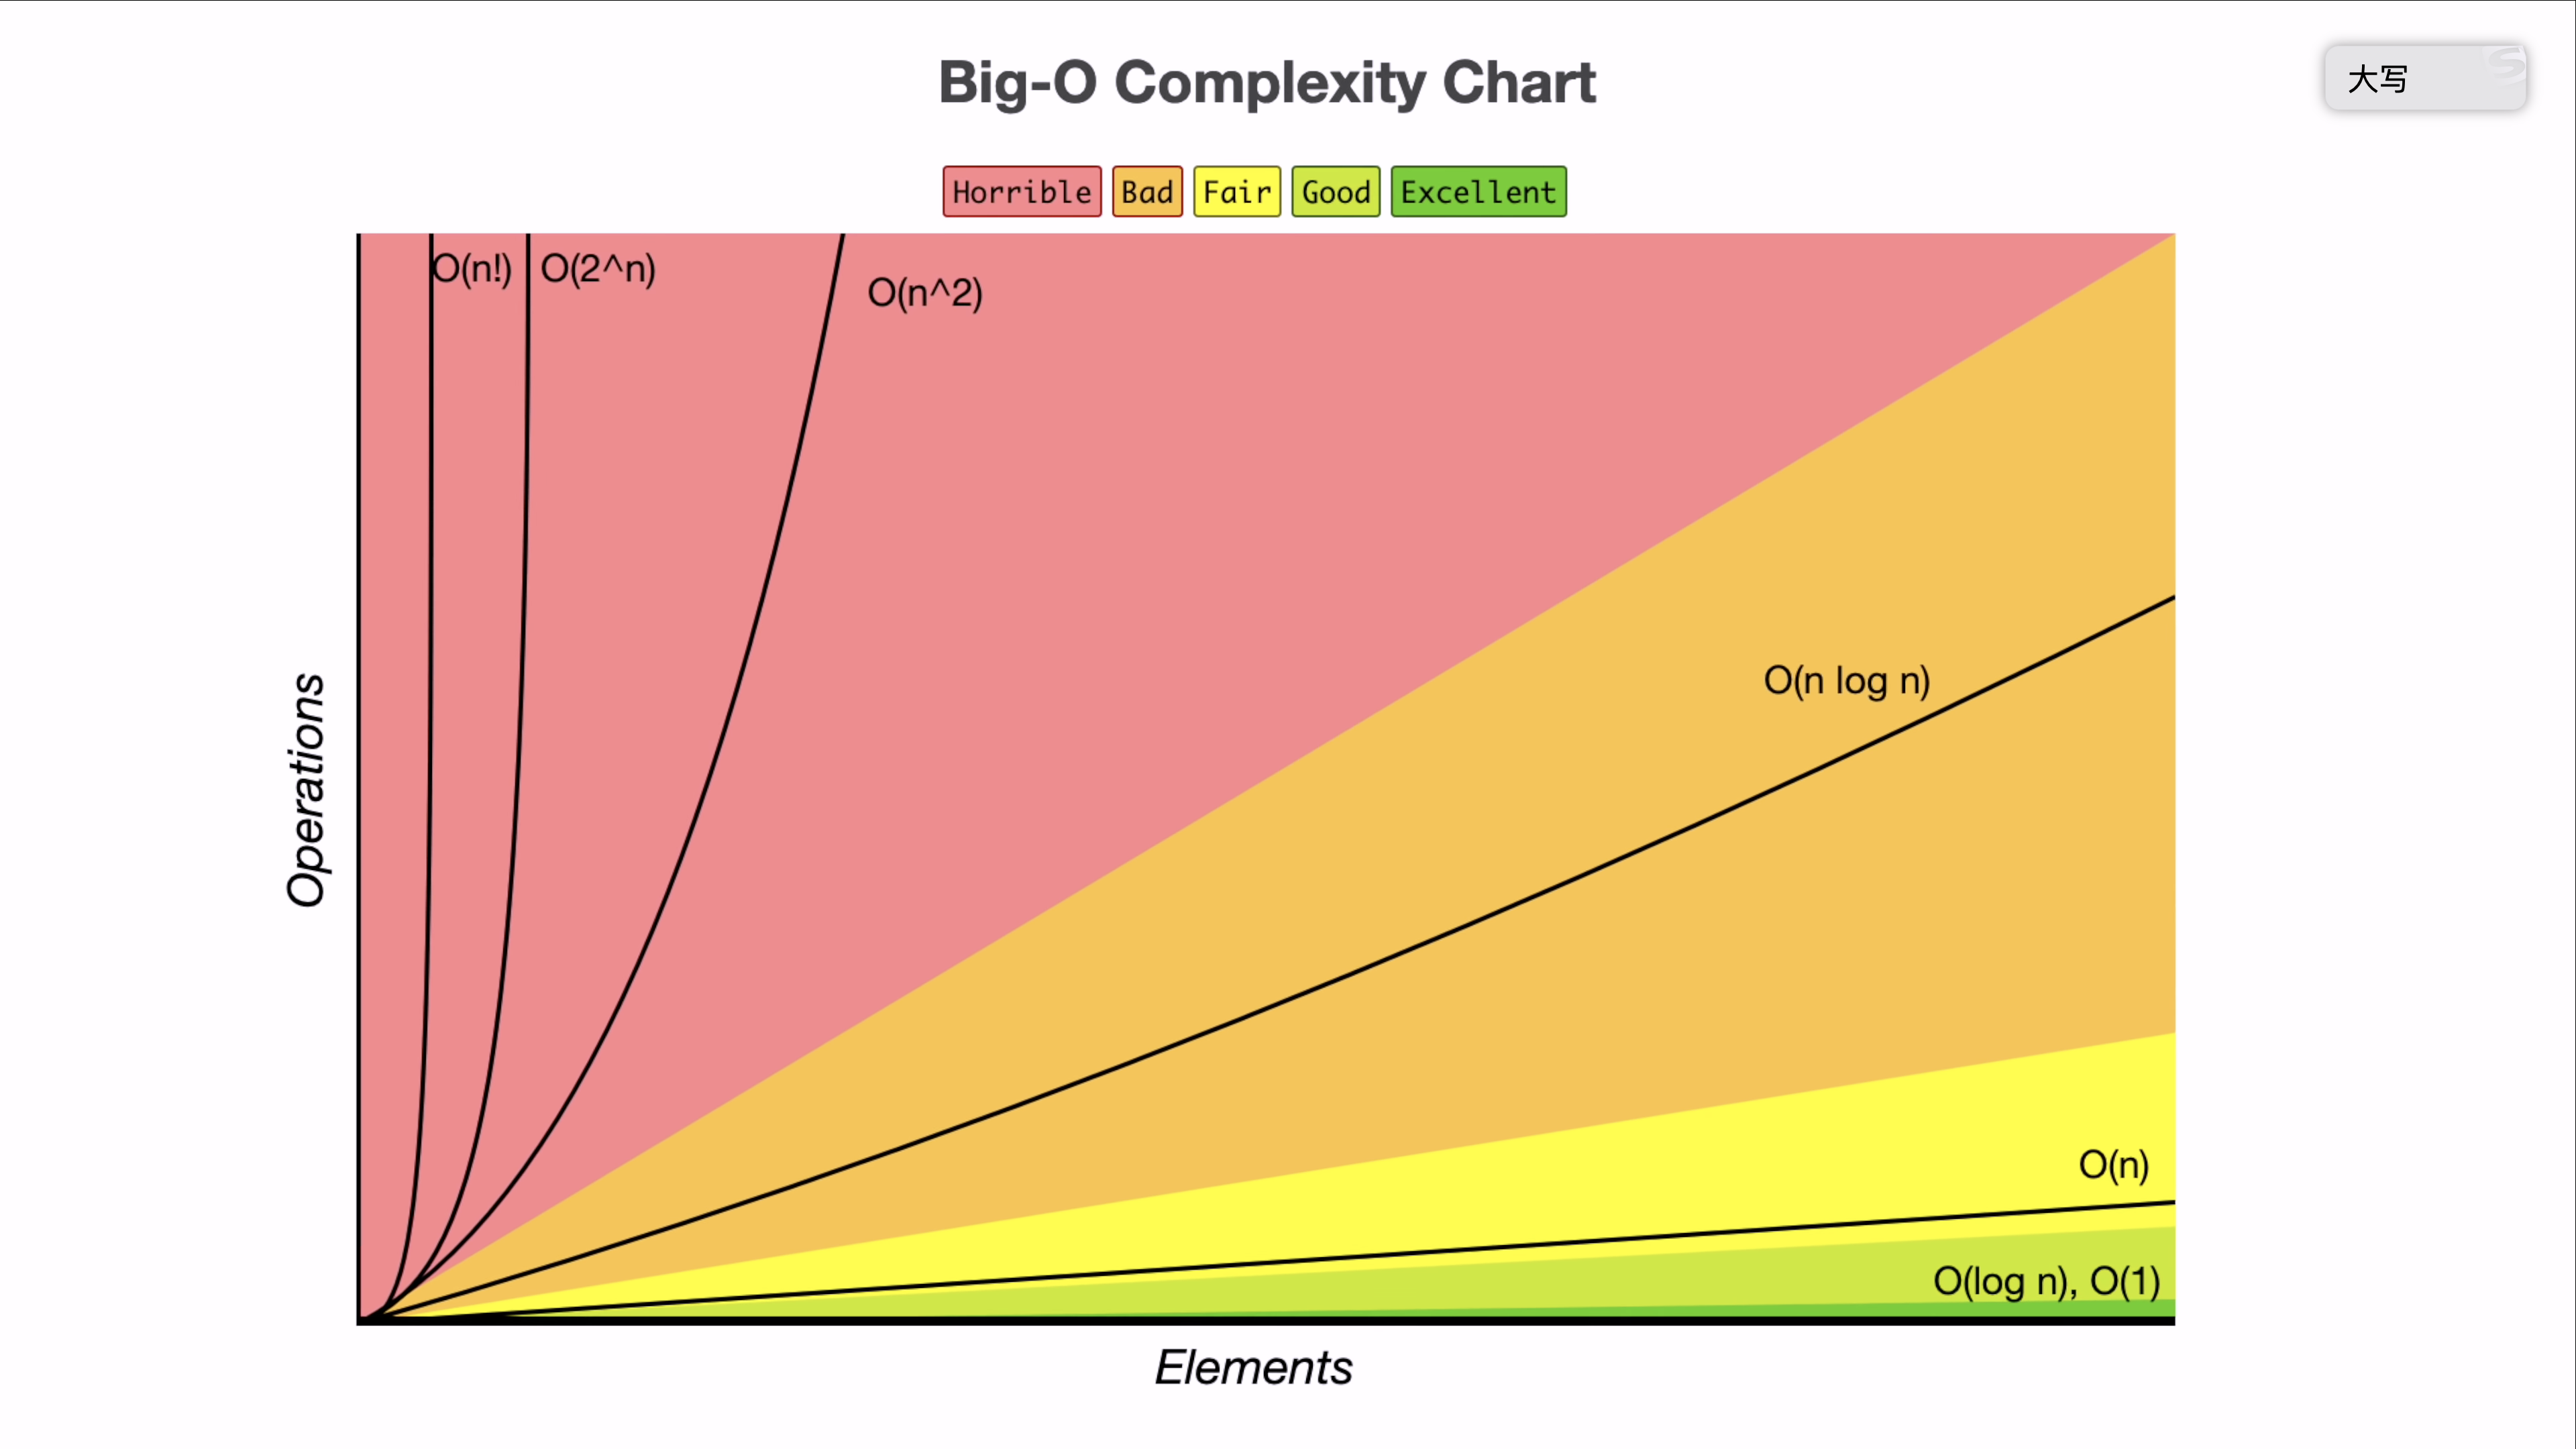 Big-O Complexity Chart
大写
Horrible Bad Fair Good Excellent
O(n!) O(2^n)
O(n^2)
O(n log n)
Operations
O(n)
O(log n), O(1)
Elements